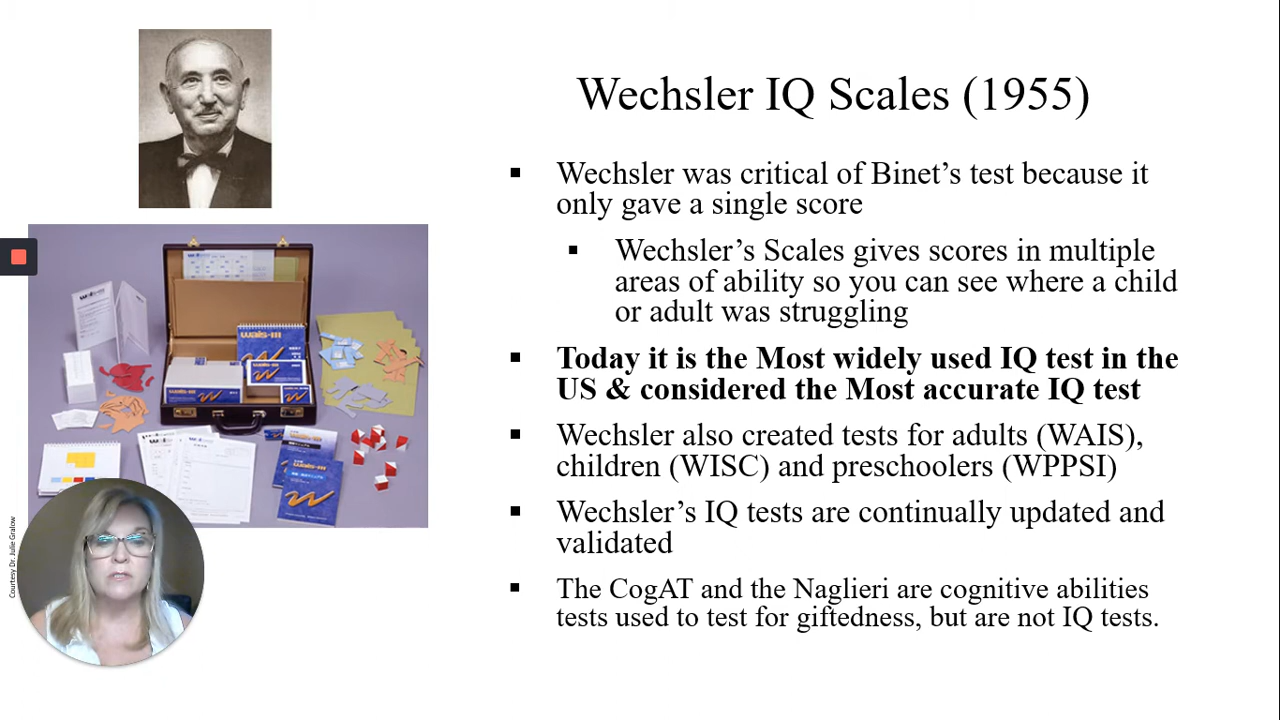 Wechsler IQ Scales (1955)
▪ Wechsler was critical of Binet’s test because it
only gave a single score
▪ Wechsler’s Scales gives scores in multiple
areas of ability so you can see where a child
or adult was struggling
▪ Today it is the Most widely used IQ test in the
US & considered the Most accurate IQ test
▪ Wechsler also created tests for adults (WAIS),
children (WISC) and preschoolers (WPPSI)
▪ Wechsler’s IQ tests are continually updated and
validated
▪ The CogAT and the Naglieri are cognitive abilities
tests used to test for giftedness, but are not IQ tests.
wais-III
Courtesy Dr. Julie Gralow